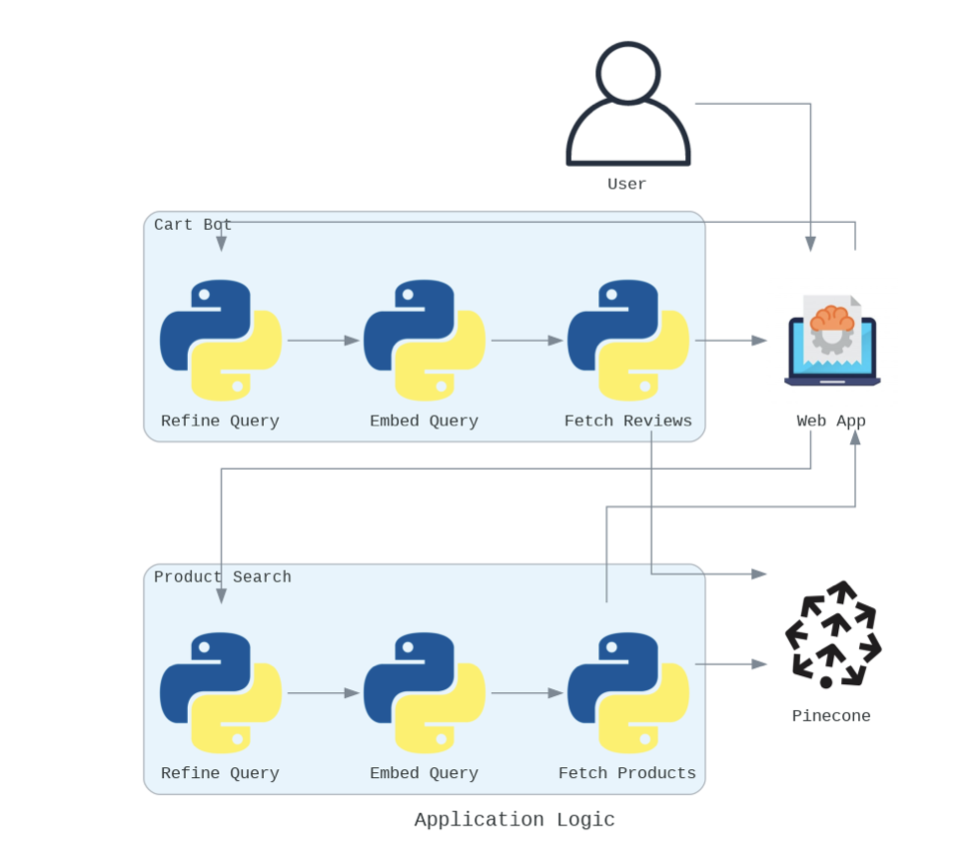 User
Cart Bot
Refine Query
Embed Query
Fetch Reviews
Web App
Product Search
Pinecone
Refine Query
Embed Query
Fetch Products
Application Logic